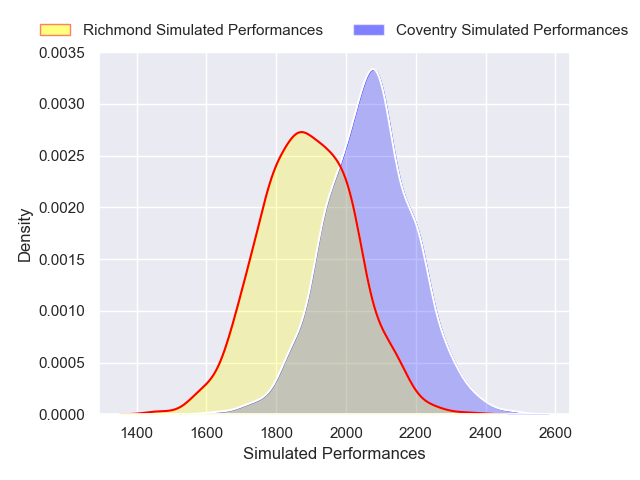 Richmond Simulated Performances Coventry Simulated Performances
0.0035
0.0030
0.0025
0.0020
0.0015
0.0010
0.0005
0.0000
Density
1400 1600 1800 2000 2200 2400 2600
Simulated Performances